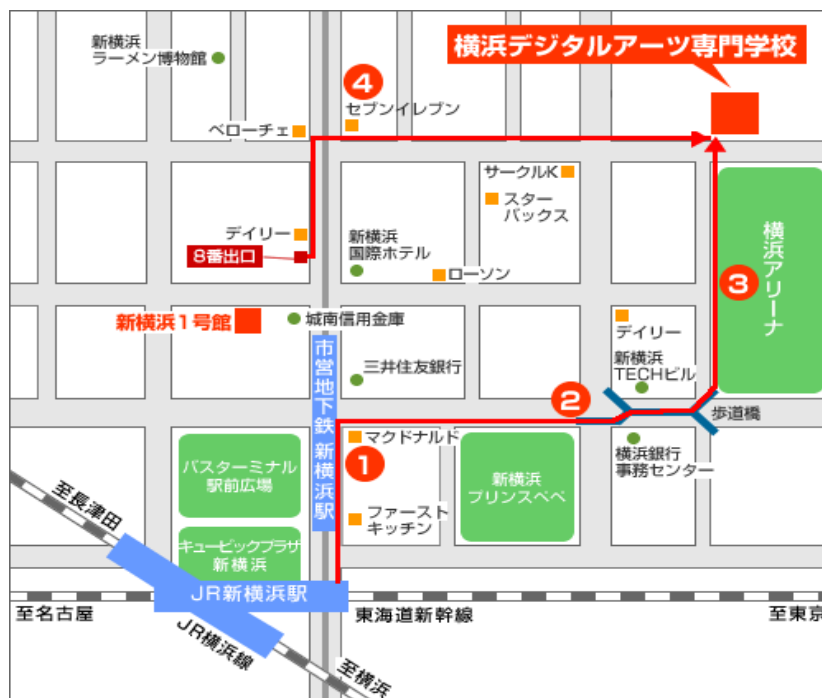 新横浜
ラーメン博物館
横浜デジタルアーツ専門学校
4
セブンイレブン
ベローチェ
サークルK
スター
バックス
デイリー
8番出口
新横浜
国際ホテル
ローソン
横浜アリーナ
3
新横浜1号館
城南信用金庫
デイリー
市営地下鉄 新横浜駅
三井住友銀行
新横浜
TECHビル
2
歩道橋
マクドナルド
1
バスターミナル
駅前広場
新横浜
プリンスペペ
横浜銀行
事務センター
至長津田
ファースト
キッチン
キュービックプラザ
新横浜
JR新横浜駅
至名古屋
東海道新幹線
至東京
JR横浜線
至横浜